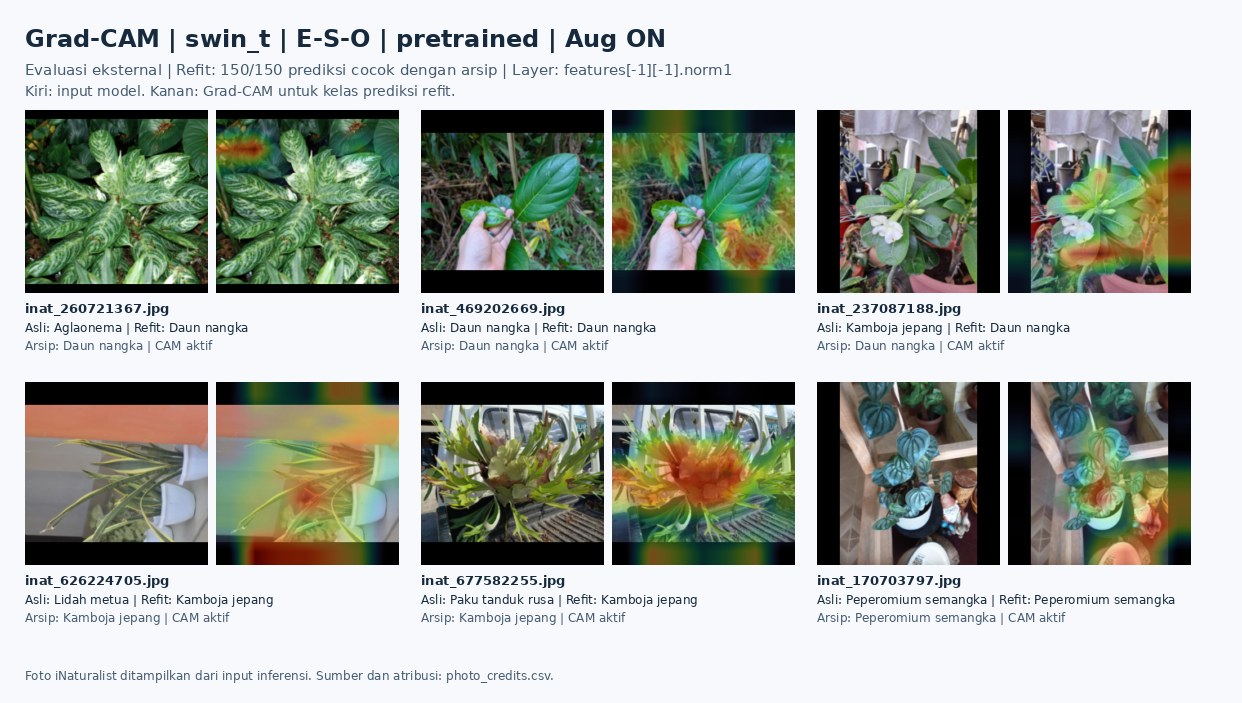 Grad-CAM | swin_t | E-S-O | pretrained | Aug ON
Evaluasi eksternal | Refit: 150/150 prediksi cocok dengan arsip | Layer: features[-1][-1].norm1
Kiri: input model. Kanan: Grad-CAM untuk kelas prediksi refit.
inat_260721367.jpg
Asli: Aglaonema | Refit: Daun nangka
Arsip: Daun nangka | CAM aktif
inat_469202669.jpg
Asli: Daun nangka | Refit: Daun nangka
Arsip: Daun nangka | CAM aktif
inat_237087188.jpg
Asli: Kamboja jepang | Refit: Daun nangka
Arsip: Daun nangka | CAM aktif
inat_626224705.jpg
Asli: Lidah metua | Refit: Kamboja jepang
Arsip: Kamboja jepang | CAM aktif
inat_677582255.jpg
Asli: Paku tanduk rusa | Refit: Kamboja jepang
Arsip: Kamboja jepang | CAM aktif
inat_170703797.jpg
Asli: Peperomium semangka | Refit: Peperomium semangka
Arsip: Peperomium semangka | CAM aktif
Foto iNaturalist ditampilkan dari input inferensi. Sumber dan atribusi: photo_credits.csv.